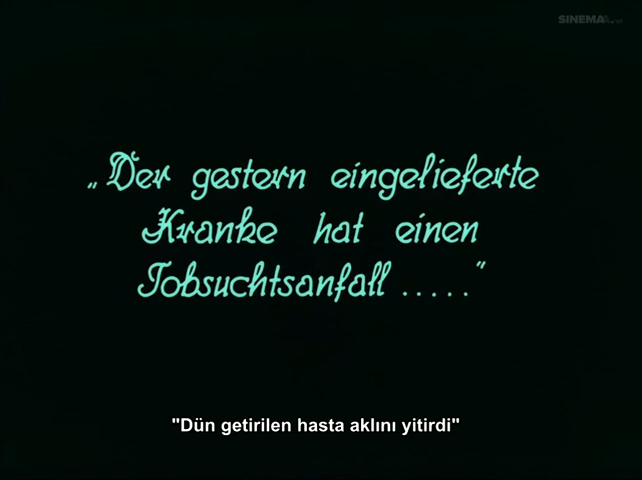 „Der gestern eingelieferte
Kranke hat einen
Tobsuchtsanfall....."
"Dün getirilen hasta aklını yitirdi"